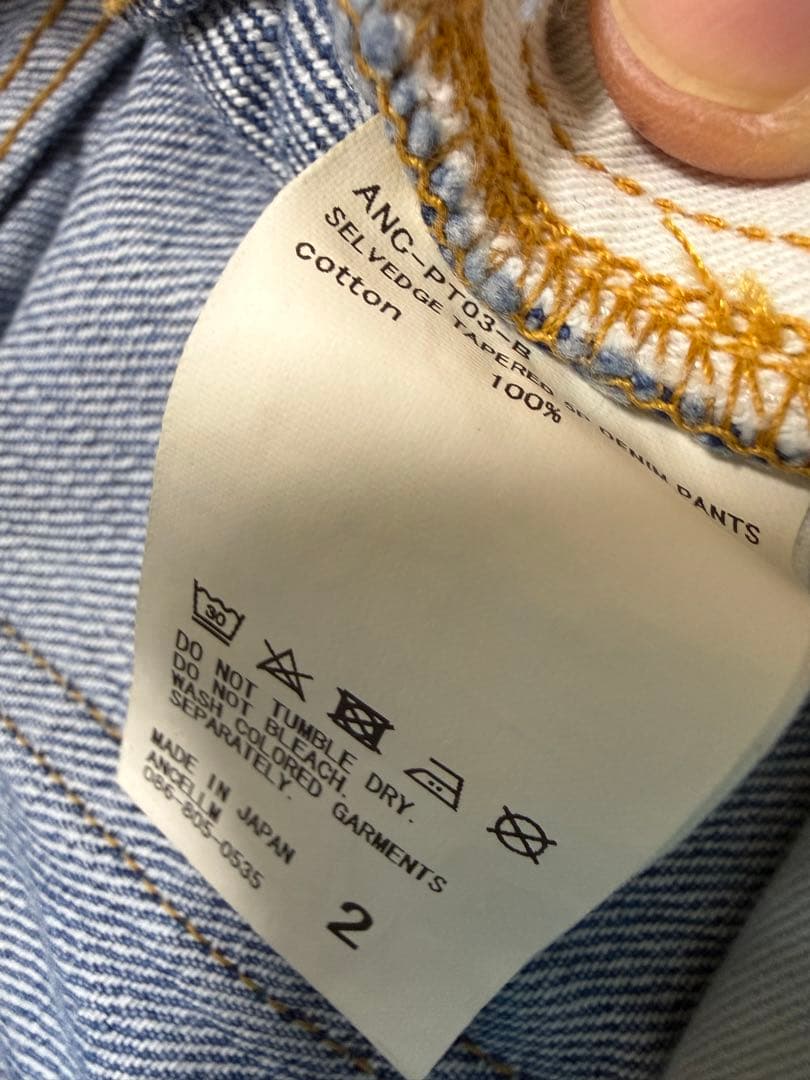 ANC-PT03-B
SELVEDGE TAPERED 5P DENIM PANTS
cotton 100%
30
DO NOT TUMBLE DRY.
DO NOT BLEACH.
WASH COLORED GARMENTS
SEPARATELY.
MADE IN JAPAN
ANCELLM
086-805-0535
2